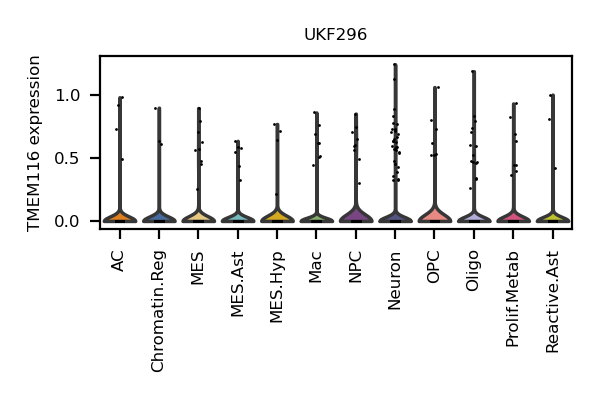 UKF296
TMEM116 expression
1.0
0.5
0.0
AC
Chromatin.Reg
MES
MES.Ast
MES.Hyp
Mac
NPC
Neuron
OPC
Oligo
Prolif.Metab
Reactive.Ast